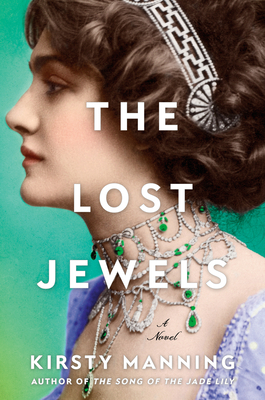 THE
LOST
JEWELS
A
Novel
KIRSTY MANNING
AUTHOR OF THE SONG OF THE JADE LILY